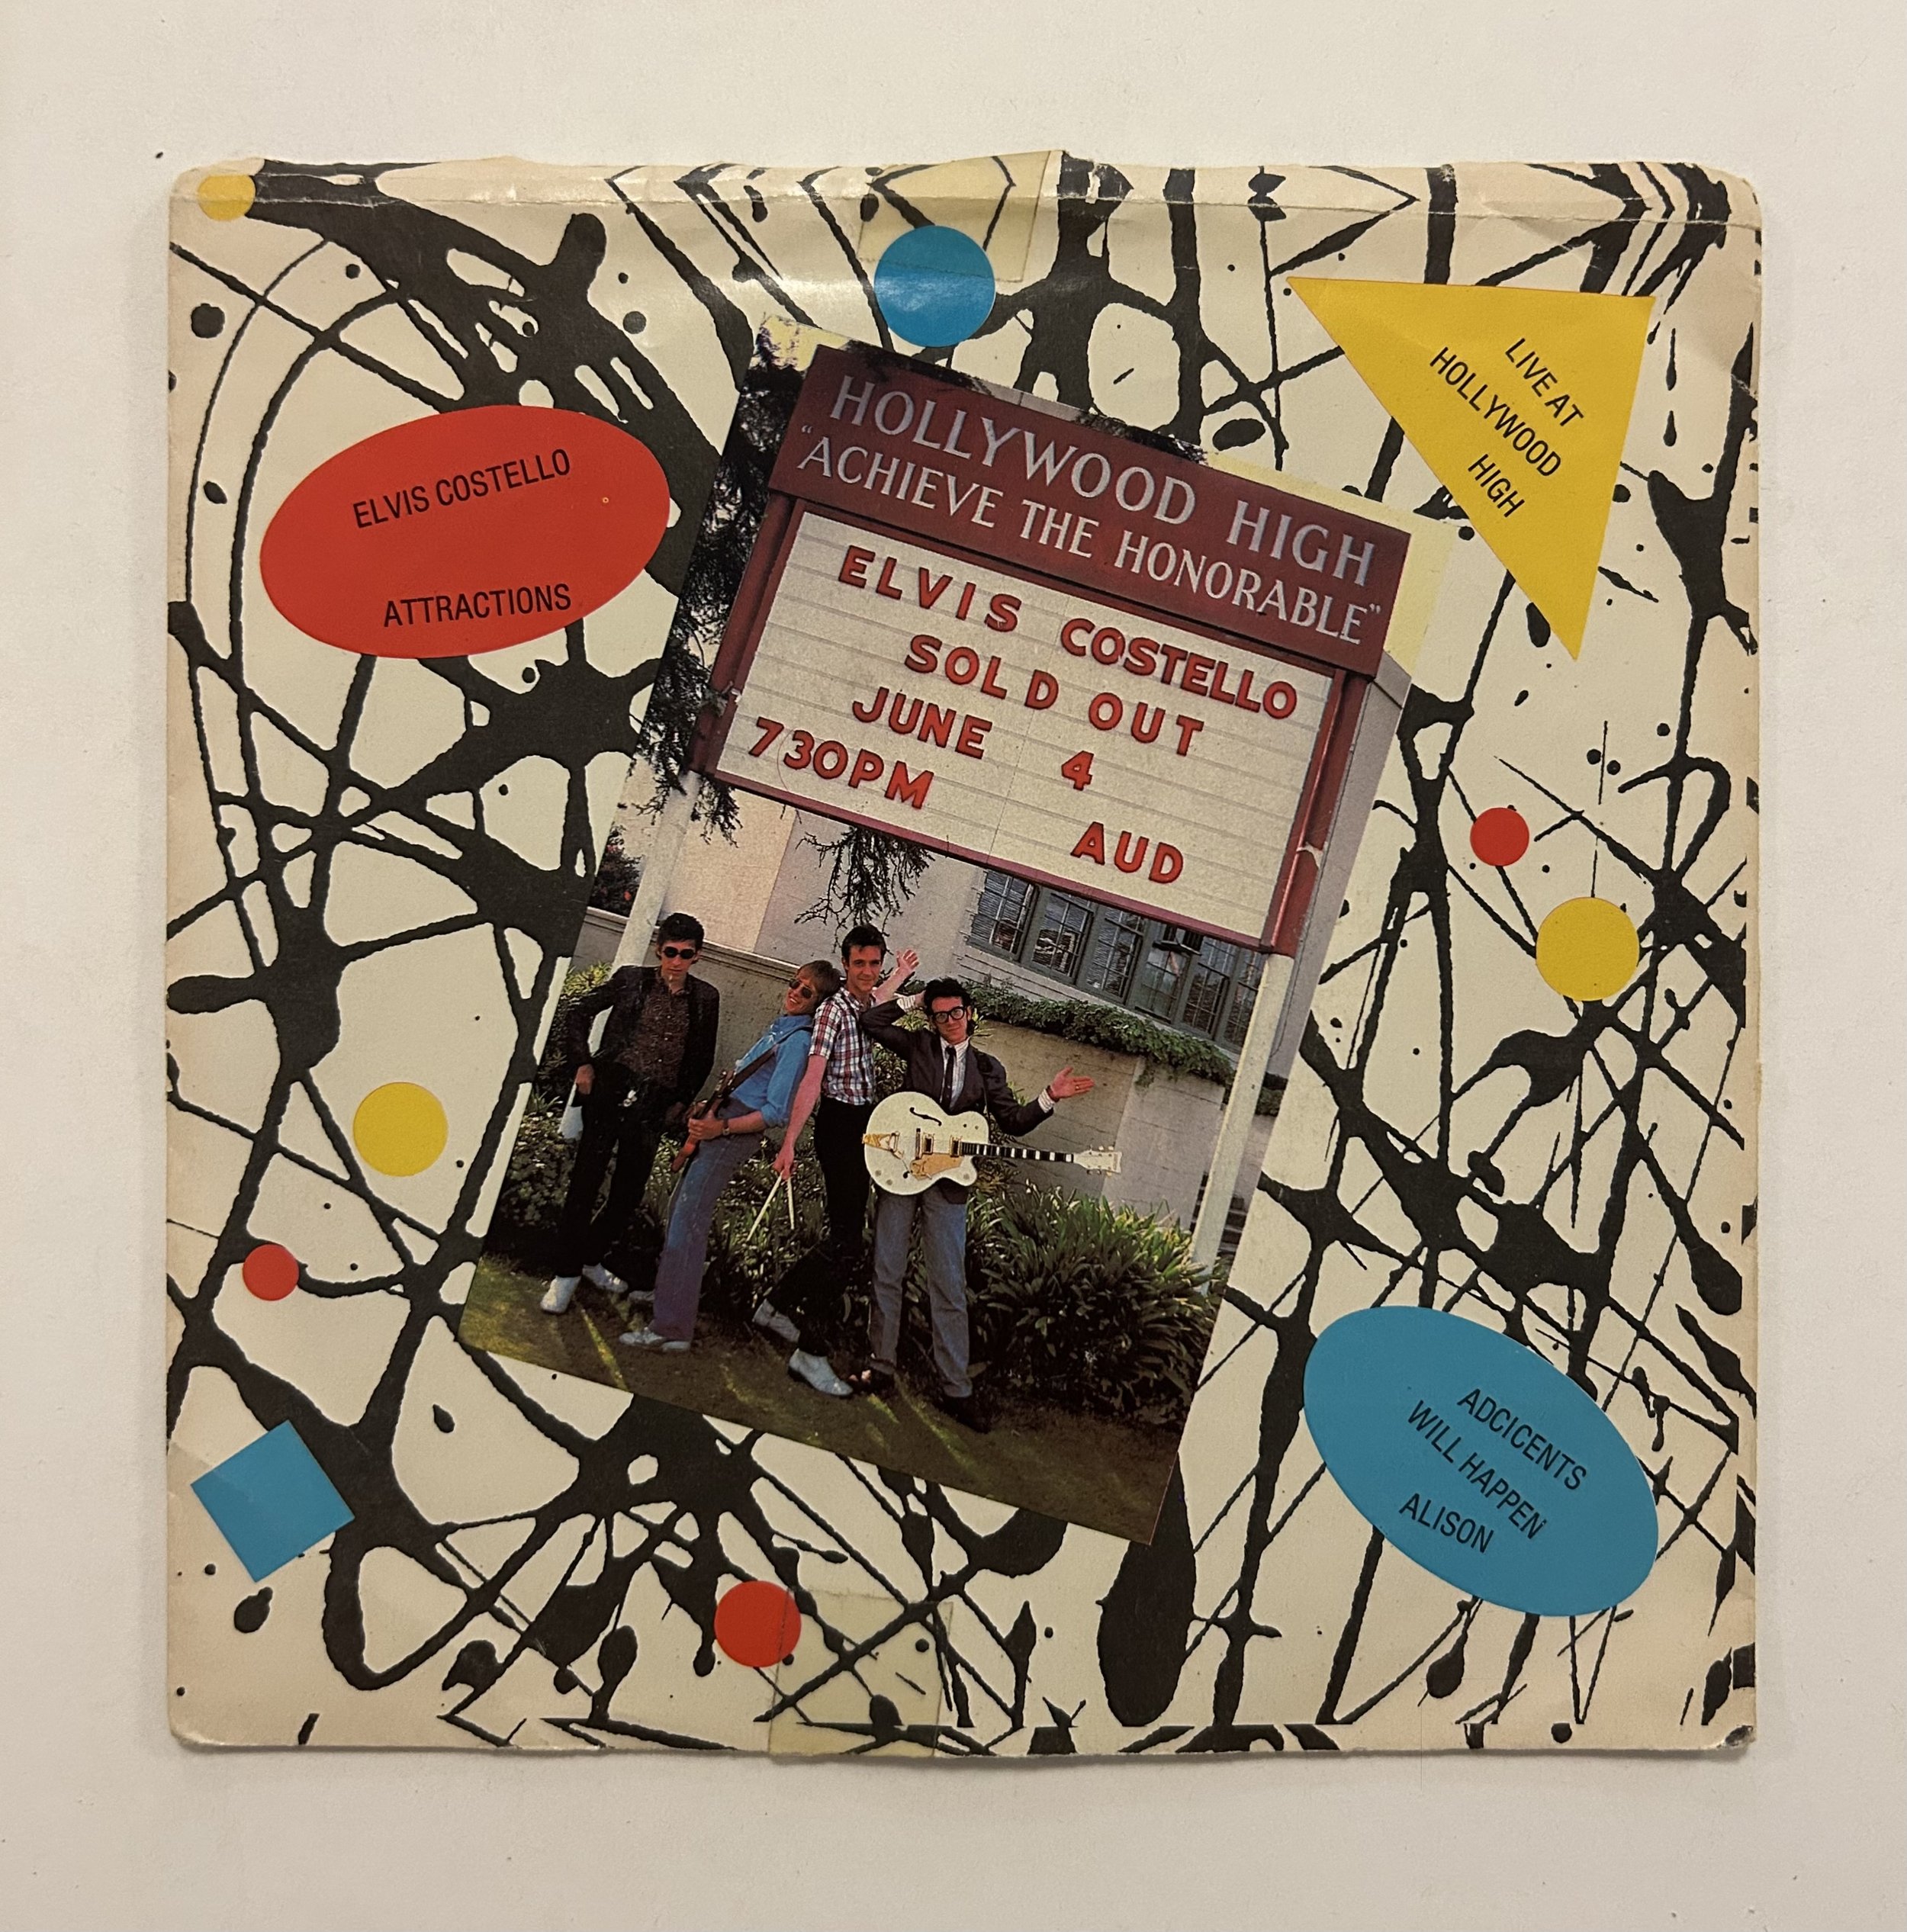 ELVIS COSTELLO
ATTRACTIONS
LIVE AT
HOLLYWOOD
HIGH
HOLLYWOOD HIGH
"ACHIEVE THE HONORABLE"
ELVIS COSTELLO
SOLD OUT
JUNE 4
730PM AUD
ADCICENTS
WILL HAPPEN
ALISON